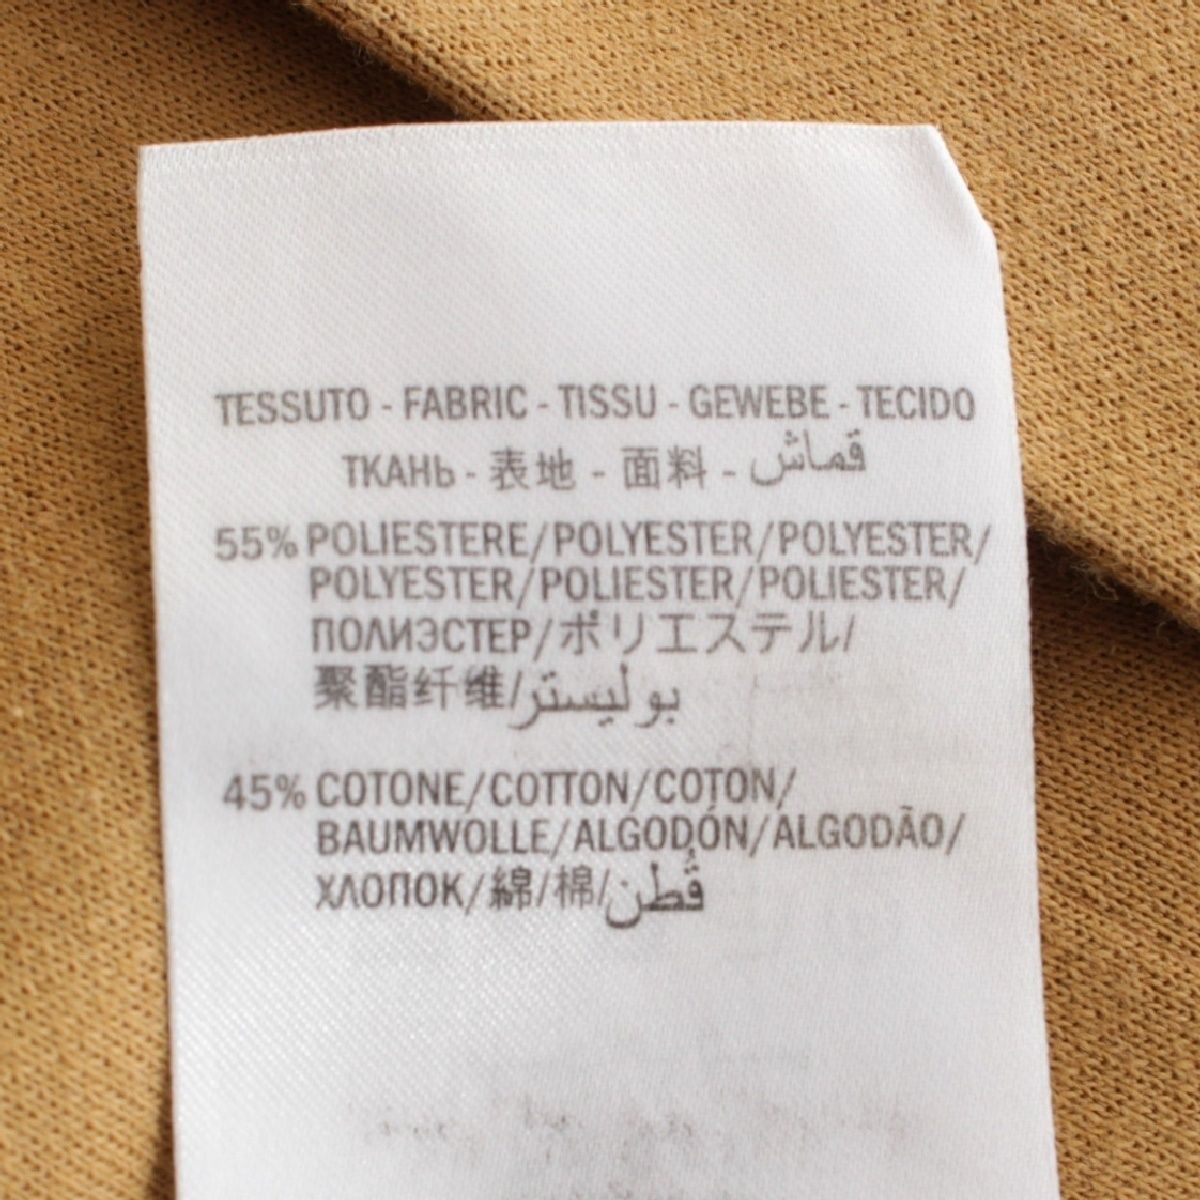 TESSUTO - FABRIC - TISSU - GEWEBE - TECIDO
ТКАНЬ - 表地 - 面料 - قماش
55% POLIESTERE/POLYESTER/POLYESTER/
POLYESTER/POLIESTER/POLIESTER/
ПОЛИЭСТЕР/ポリエステル/
聚酯纤维/بوليستر
45% COTONE/COTTON/COTON/
BAUMWOLLE/ALGODÓN/ALGODÃO/
ХЛОПОК/綿/棉/قُطن